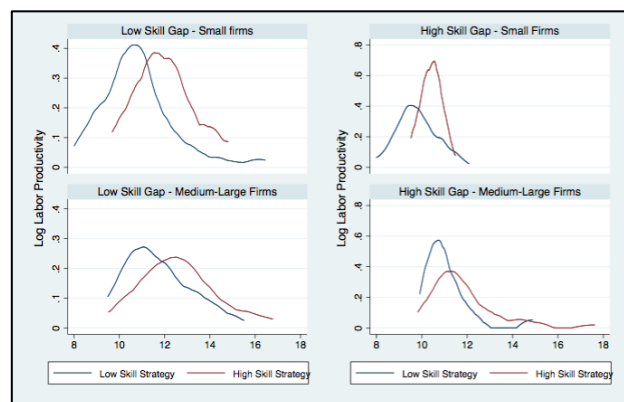 Low Skill Gap - Small firms
Log Labor Productivity
0 .1 .2 .3 .4
Low Skill Gap - Medium-Large Firms
0 .1 .2 .3 .4
8 10 12 14 16 18
Low Skill Strategy High Skill Strategy
High Skill Gap - Small Firms
Log Labor Productivity
0 .2 .4 .6 .8
High Skill Gap - Medium-Large Firms
0 .2 .4 .6 .8
8 10 12 14 16 18
Low Skill Strategy High Skill Strategy